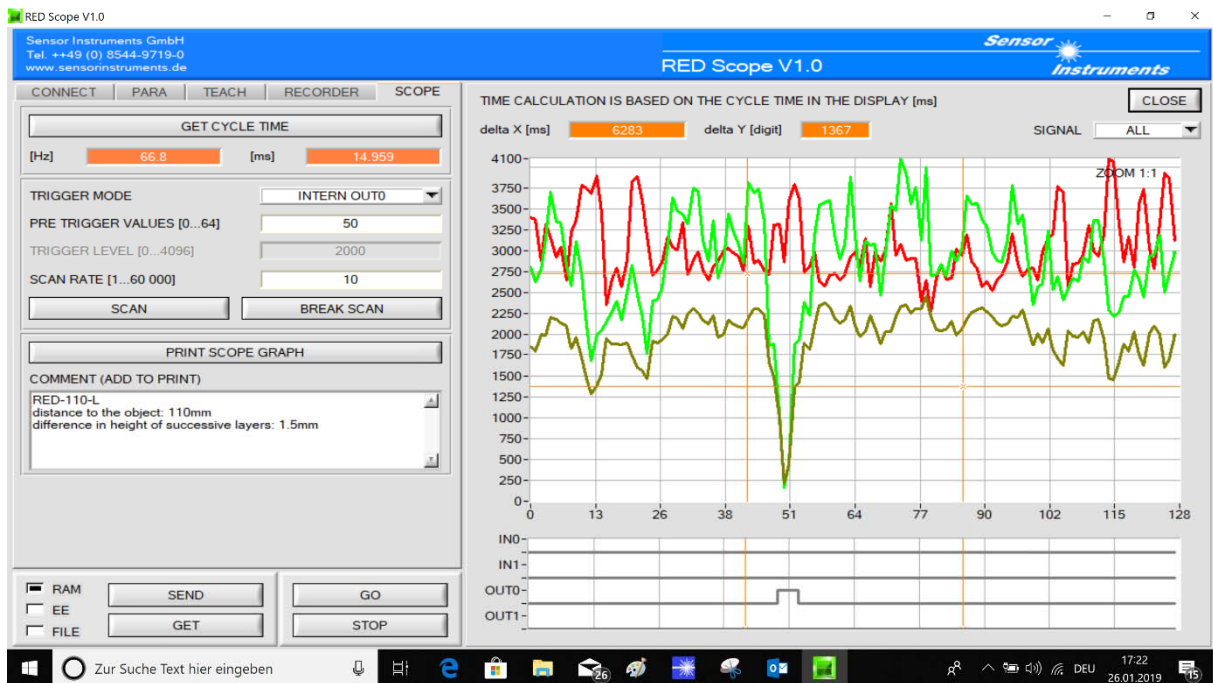 RED Scope V1.0
Sensor Instruments GmbH
Tel. ++49 (0) 8544-9719-0
www.sensorinstruments.de
RED Scope V1.0
Sensor
Instruments
CONNECT PARA TEACH RECORDER SCOPE
GET CYCLE TIME
[Hz] 66.8 [ms] 14.959
TRIGGER MODE INTERN OUT0
PRE TRIGGER VALUES [0...64] 50
TRIGGER LEVEL [0...4096] 2000
SCAN RATE [1...60 000] 10
SCAN BREAK SCAN
PRINT SCOPE GRAPH
COMMENT (ADD TO PRINT)
RED-110-L
distance to the object: 110mm
difference in height of successive layers: 1.5mm
RAM
EE
FILE
SEND GO
GET STOP
TIME CALCULATION IS BASED ON THE CYCLE TIME IN THE DISPLAY [ms]
CLOSE
delta X [ms] 6283 delta Y [digit] 1367 SIGNAL ALL
ZOOM 1:1
4100
3750
3500
3250
3000
2750
2500
2250
2000
1750
1500
1250
1000
750
500
250
0
0 13 26 38 51 64 77 90 102 115 128
IN0
IN1
OUT0
OUT1
Zur Suche Text hier eingeben
26
DEU
17:22
26.01.2019
15